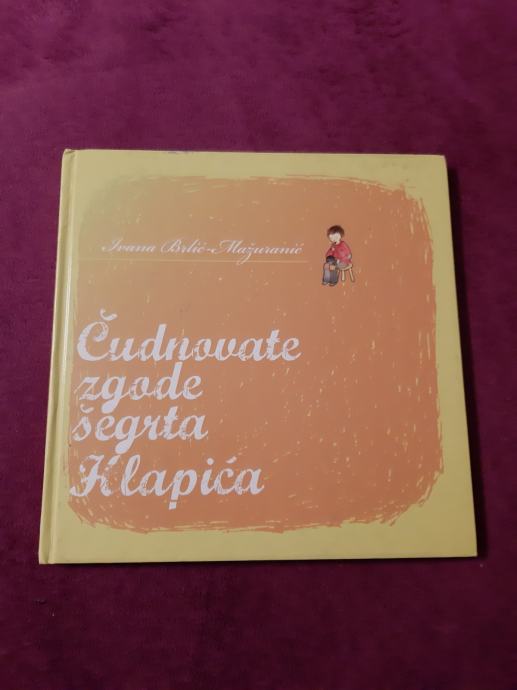 Ivana Brlić-Mažuranić
Čudnovate
zgode
šegrta
Hlapića